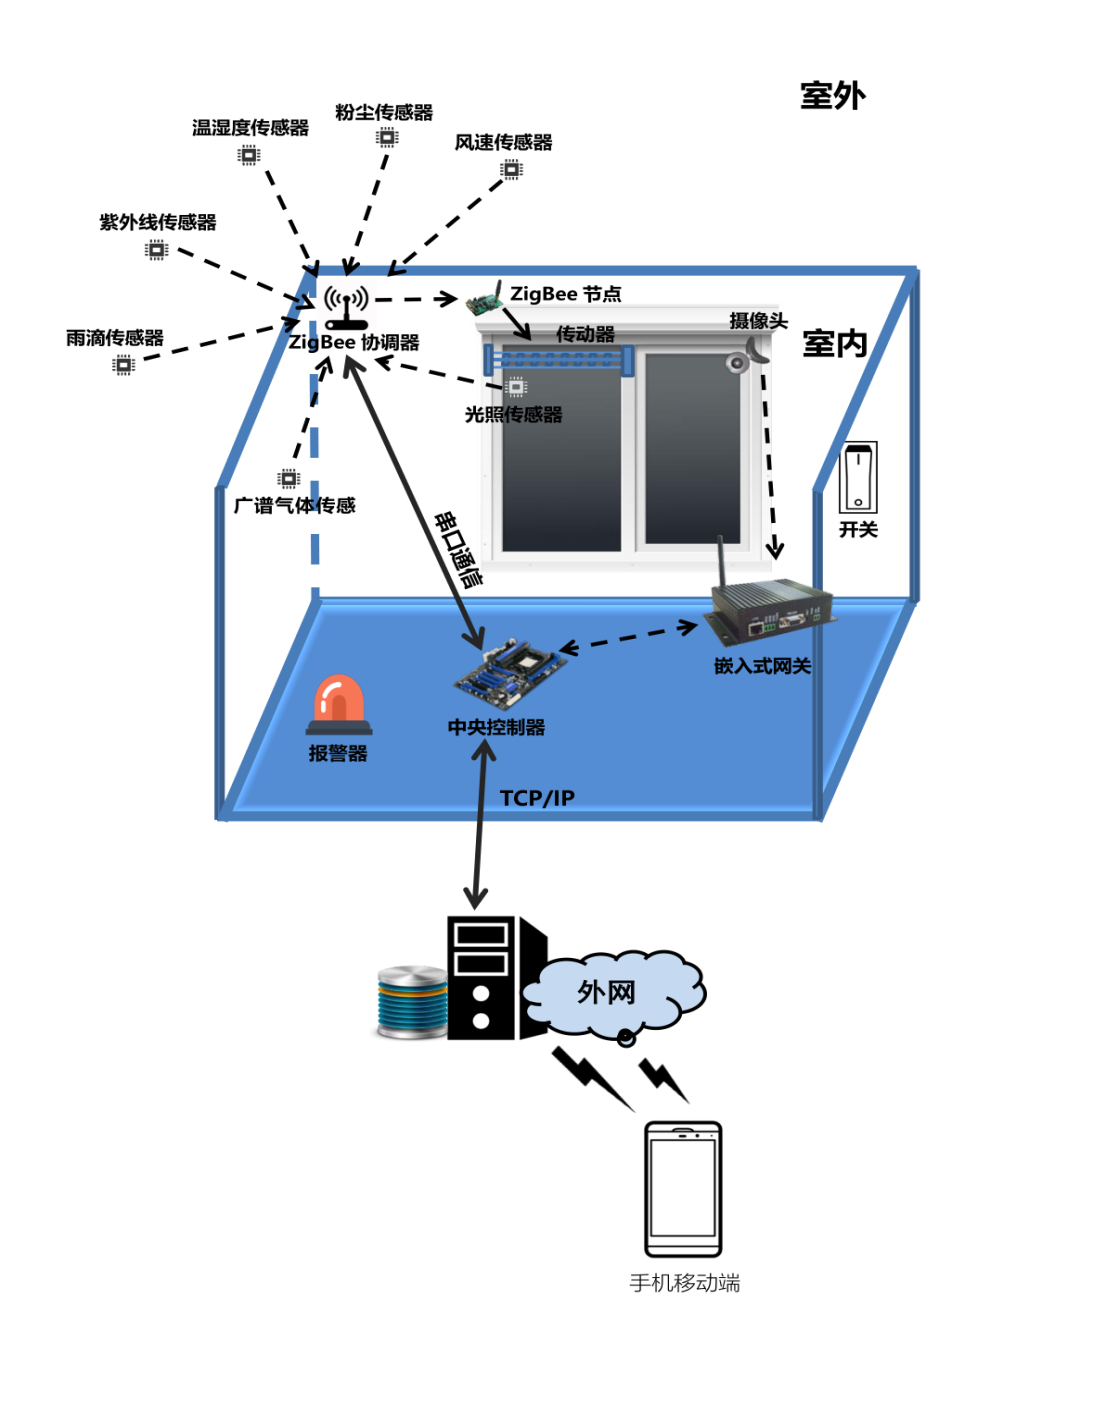 室外
粉尘传感器
温湿度传感器
风速传感器
紫外线传感器
ZigBee 节点
摄像头
传动器
雨滴传感器
ZigBee 协调器
室内
光照传感器
广谱气体传感
串口通信
开关
嵌入式网关
中央控制器
报警器
TCP/IP
外网
手机移动端